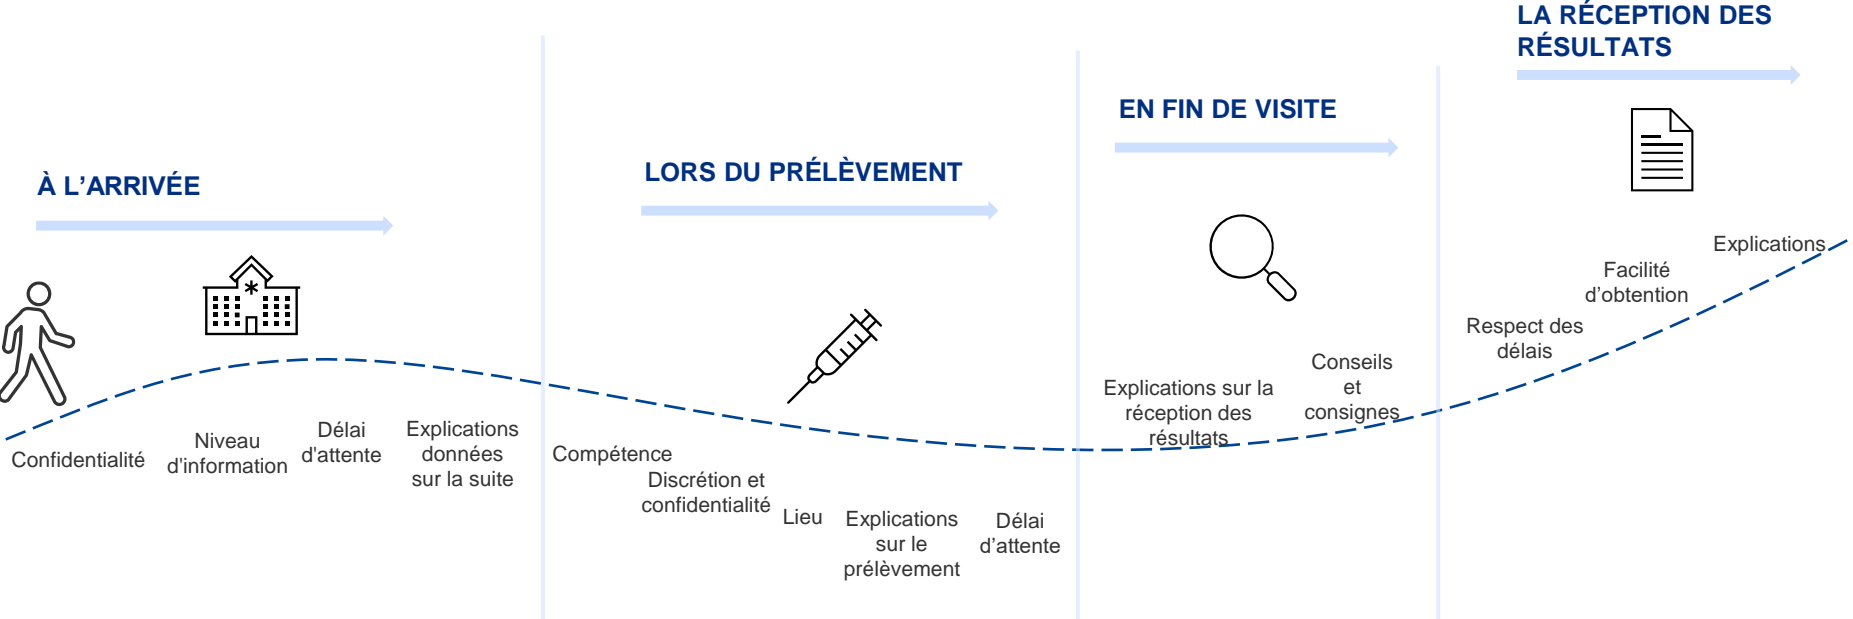 À L’ARRIVÉE
Confidentialité
Niveau
d'information
Délai
d'attente
Explications
données
sur la suite
LORS DU PRÉLÈVEMENT
Compétence
Discrétion et
confidentialité
Lieu
Explications
sur le
prélèvement
Délai
d’attente
EN FIN DE VISITE
Explications sur la
réception des
résultats
Conseils
et
consignes
LA RÉCEPTION DES
RÉSULTATS
Respect des
délais
Facilité
d’obtention
Explications